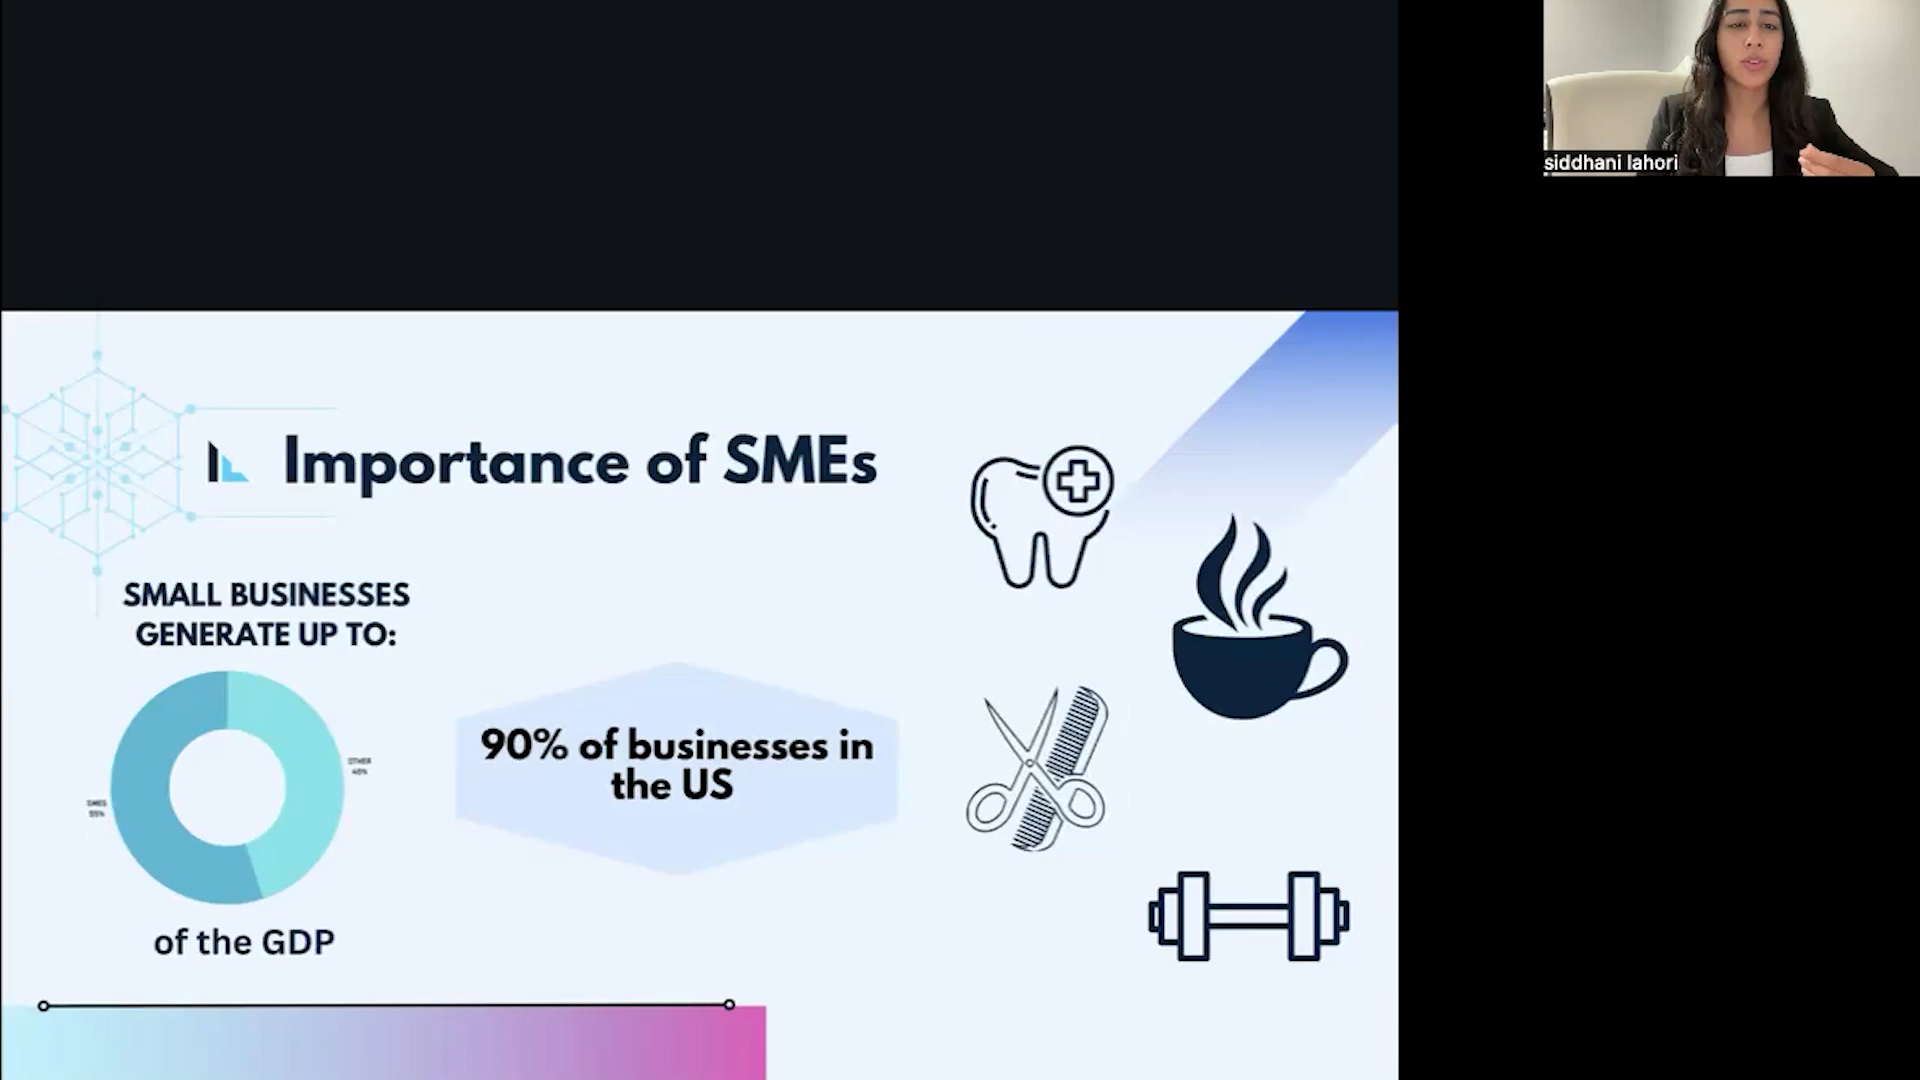 siddhani lahori
Importance of SMEs
SMALL BUSINESSES
GENERATE UP TO:
OTHER
45%
SMES
55%
of the GDP
90% of businesses in
the US